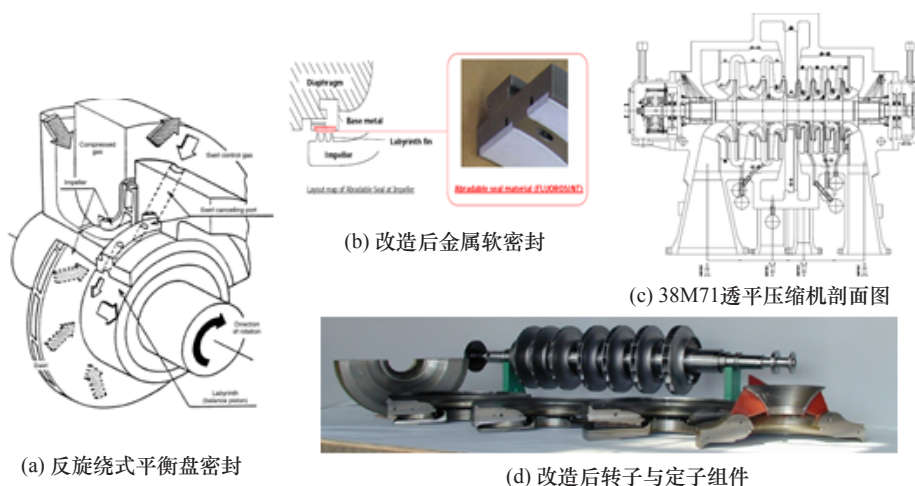 Compressed
gas
Swirl control gas
Impeller
Swirl cancelling port
Direction
of rotation
Swirl
Labyrinth
(balance piston)
(a) 反旋绕式平衡盘密封
Diaphragm
Base metal
Labyrinth fin
Impeller
Layout map of Abradable Seal at Impeller
Abradable seal material (FLUOROSINT)
(b) 改造后金属软密封
(c) 38M71透平压缩机剖面图
(d) 改造后转子与定子组件